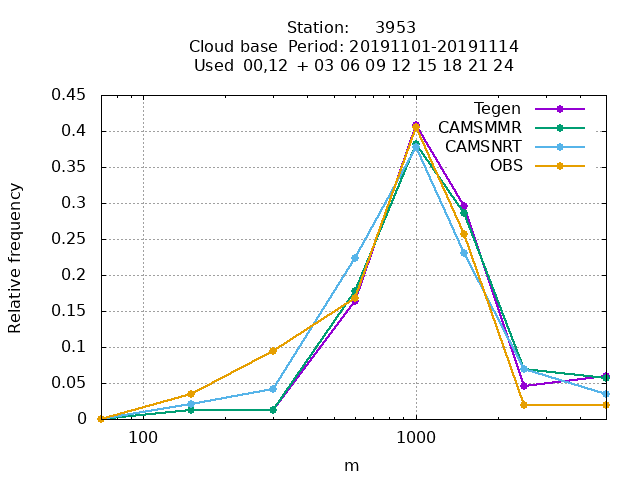 Station: 3953
Cloud base Period: 20191101-20191114
Used 00,12 + 03 06 09 12 15 18 21 24
0.45
0.4
0.35
0.3
0.25
0.2
0.15
0.1
0.05
0
Relative frequency
Tegen
CAMSMMR
CAMSNRT
OBS
100
1000
m